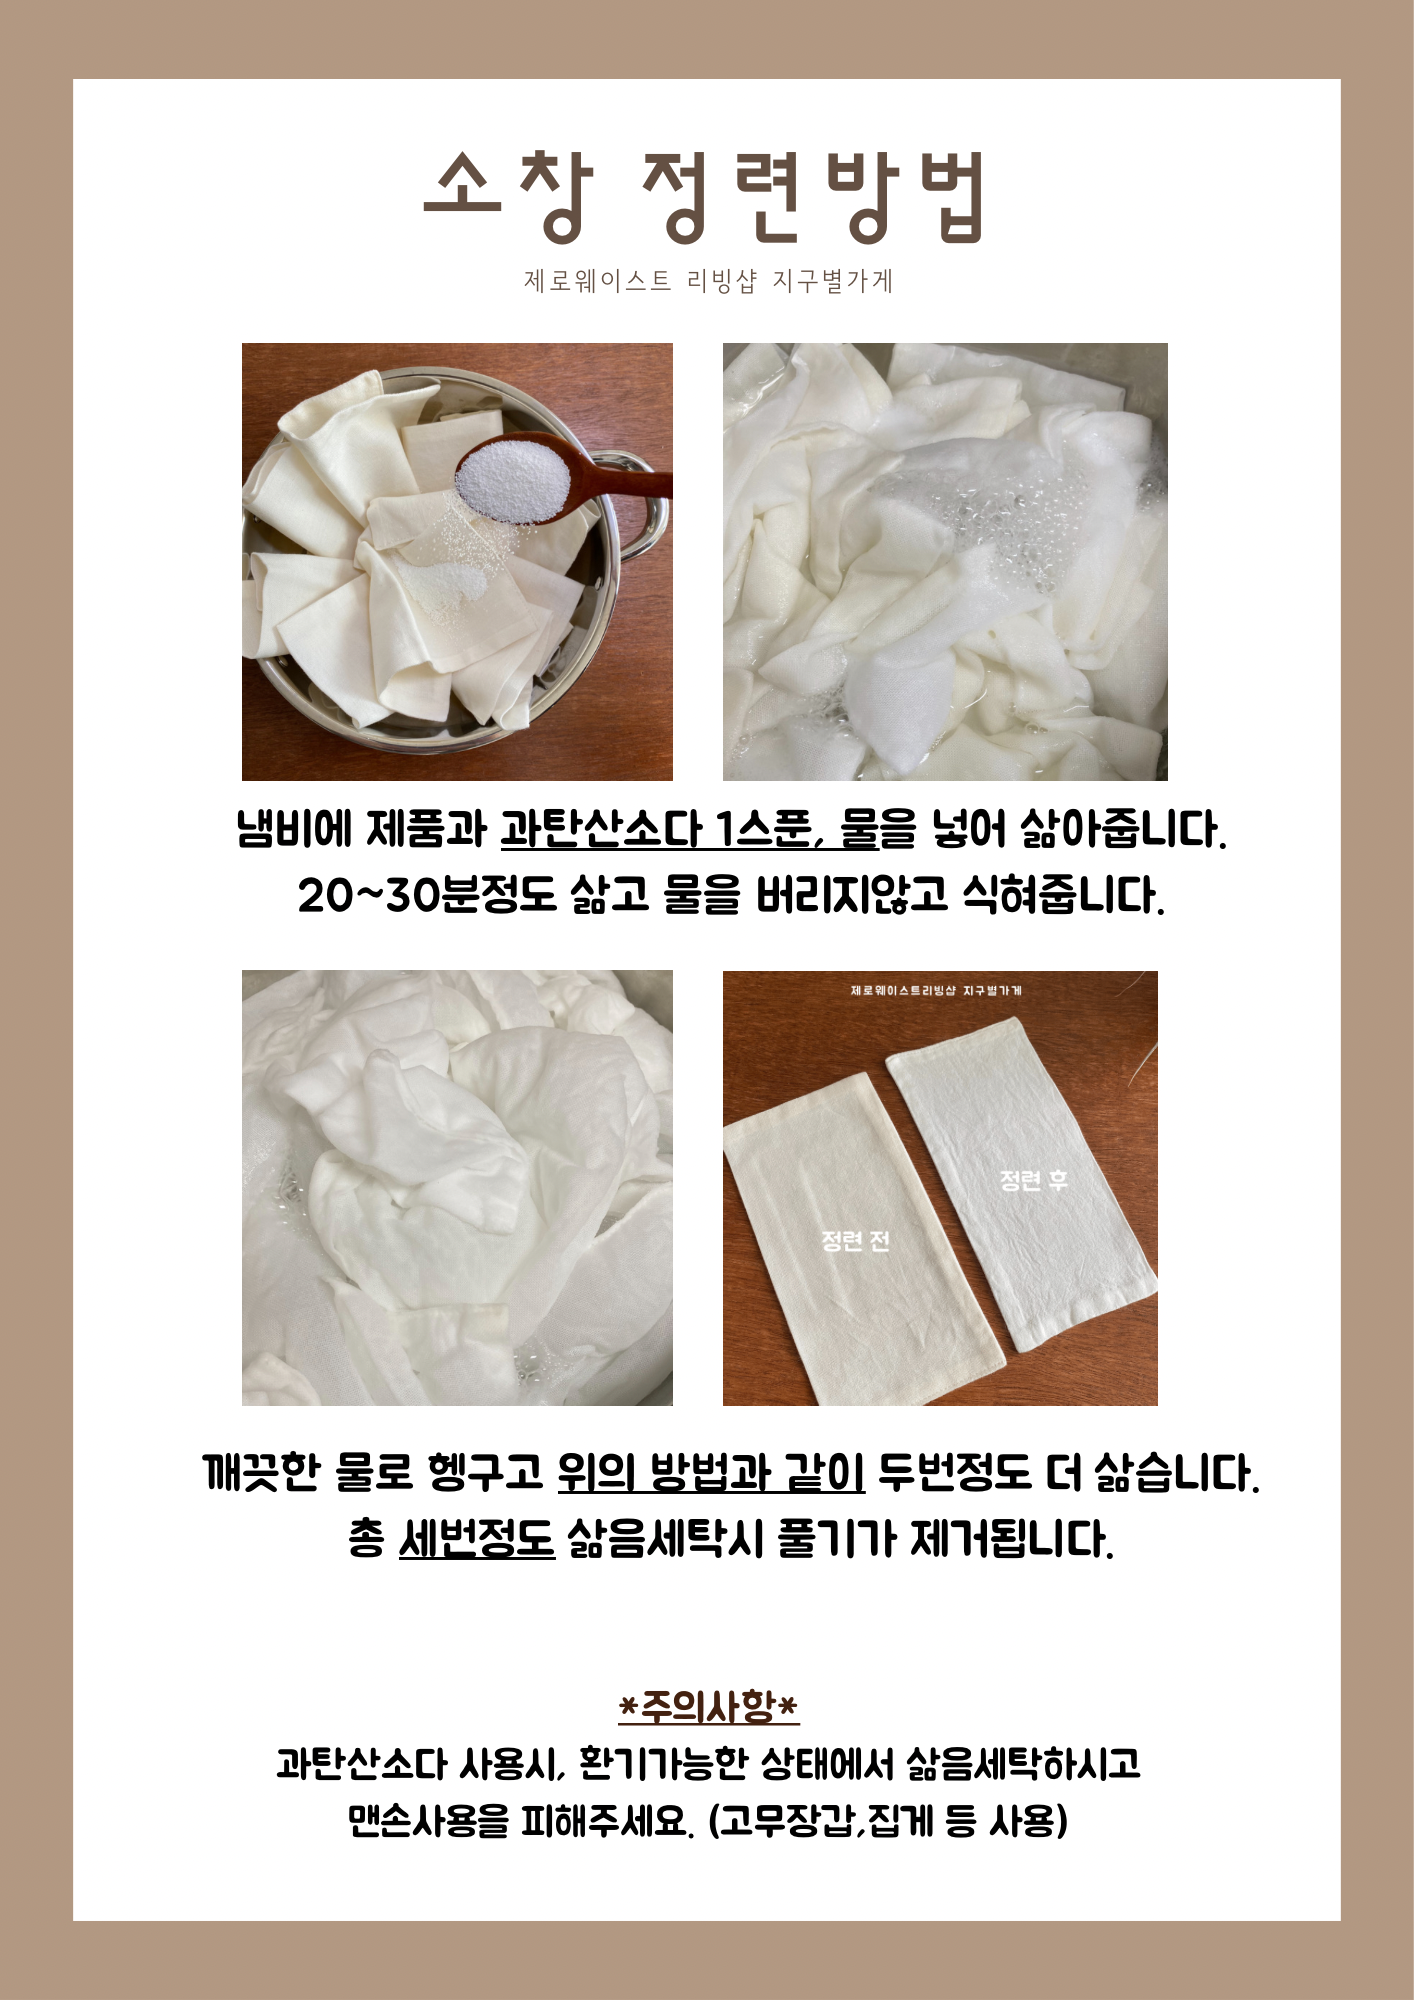 소창 정련방법
제로웨이스트 리빙샵 지구별가게
냄비에 제품과 과탄산소다 1스푼, 물을 넣어 삶아줍니다.
20~30분정도 삶고 물을 버리지않고 식혀줍니다.
제로웨이스트리빙샵 지구별가게
정련 후
정련 전
깨끗한 물로 헹구고 위의 방법과 같이 두번정도 더 삶습니다.
총 세번정도 삶음세탁시 풀기가 제거됩니다.
*주의사항*
과탄산소다 사용시, 환기가능한 상태에서 삶음세탁하시고
맨손사용을 피해주세요. (고무장갑,집게 등 사용)